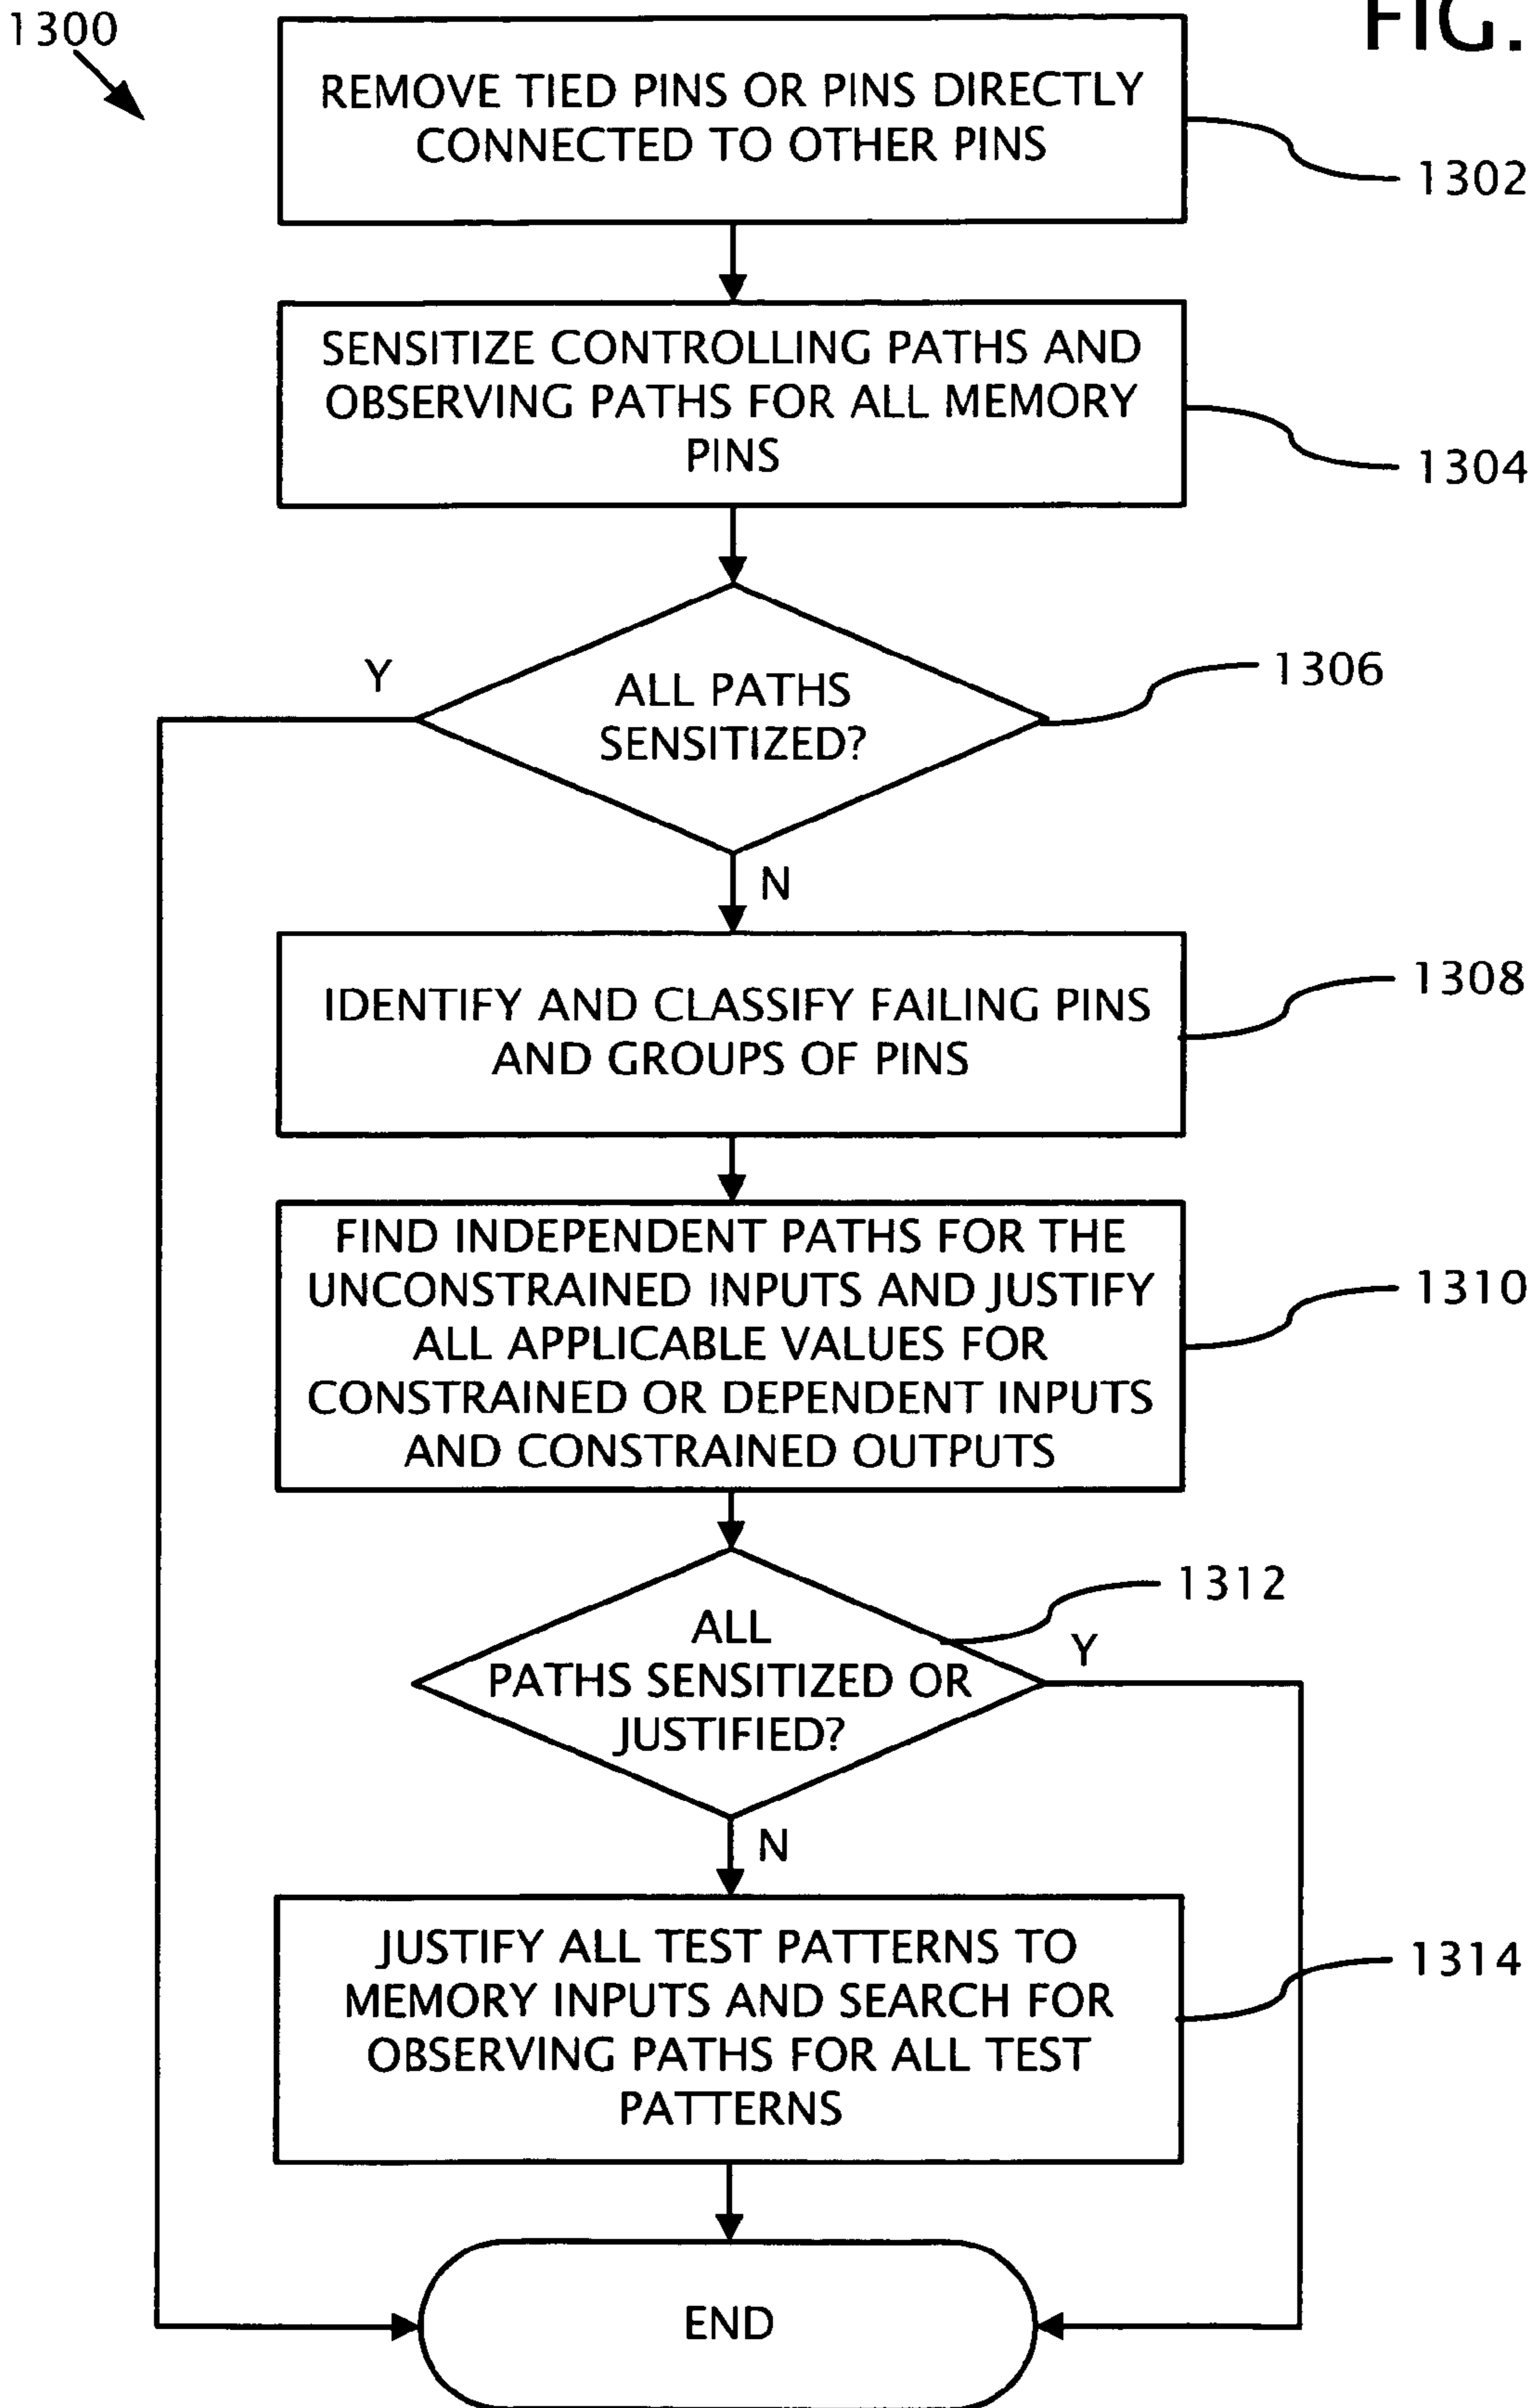 1300
FIG.
REMOVE TIED PINS OR PINS DIRECTLY
CONNECTED TO OTHER PINS
1302
SENSITIZE CONTROLLING PATHS AND
OBSERVING PATHS FOR ALL MEMORY
PINS
1304
Y
ALL PATHS
SENSITIZED?
1306
N
IDENTIFY AND CLASSIFY FAILING PINS
AND GROUPS OF PINS
1308
FIND INDEPENDENT PATHS FOR THE
UNCONSTRAINED INPUTS AND JUSTIFY
ALL APPLICABLE VALUES FOR
CONSTRAINED OR DEPENDENT INPUTS
AND CONSTRAINED OUTPUTS
1310
1312
ALL
PATHS SENSITIZED OR
JUSTIFIED?
Y
N
JUSTIFY ALL TEST PATTERNS TO
MEMORY INPUTS AND SEARCH FOR
OBSERVING PATHS FOR ALL TEST
PATTERNS
1314
END